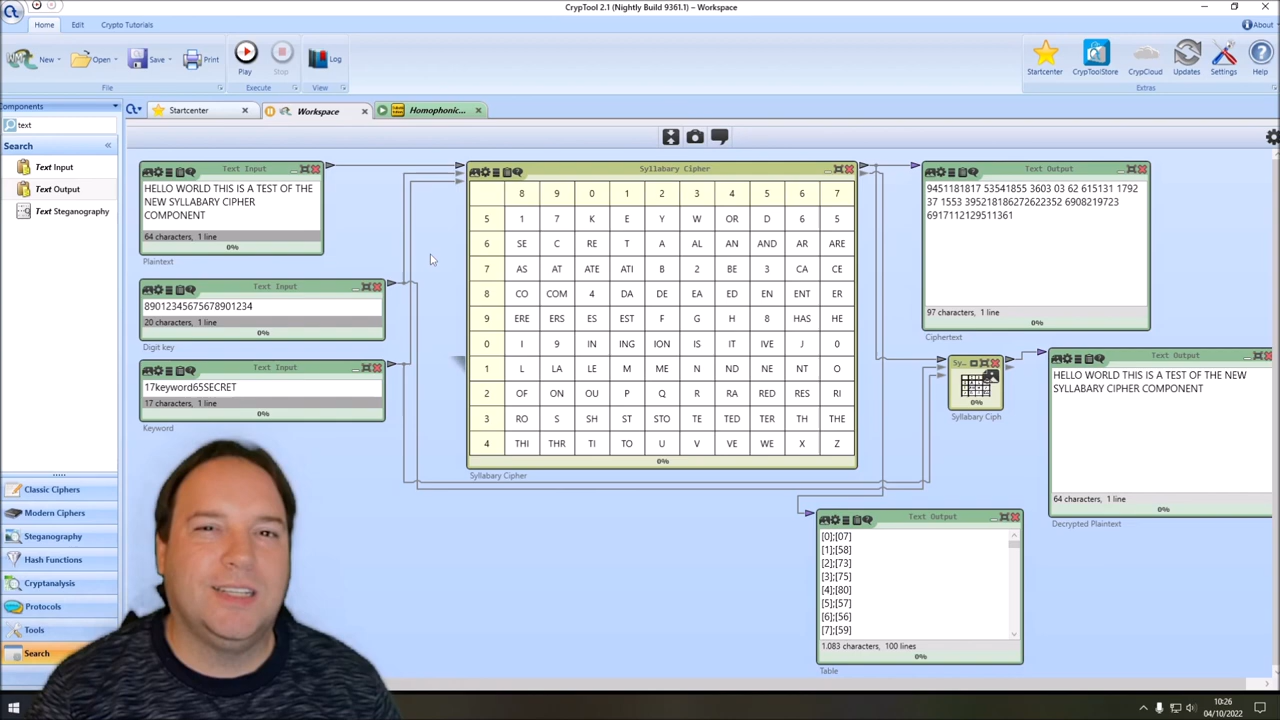 CrypTool 2.1 (Nightly Build 9361.1) – Workspace
Home Edit Crypto Tutorials
About
New Open Save Print Play Stop Log
Startcenter CrypToolStore CrypCloud Updates Settings Help
File Execute View Extras
Components
Startcenter Workspace Homophonic...
text
Search
Text Input
Text Output
Text Steganography
Text Input
HELLO WORLD THIS IS A TEST OF THE
NEW SYLLABARY CIPHER
COMPONENT
64 characters, 1 line
0%
Plaintext
Text Input
89012345675678901234
20 characters, 1 line
0%
Digit key
Text Input
17keyword65SECRET
17 characters, 1 line
0%
Keyword
Syllabary Cipher
8 9 0 1 2 3 4 5 6 7
5 1 7 K E Y W OR D 6 5
6 SE C RE T A AL AN AND AR ARE
7 AS AT ATE ATI B 2 BE 3 CA CE
8 CO COM 4 DA DE EA ED EN ENT ER
9 ERE ERS ES EST F G H 8 HAS HE
0 I 9 IN ING ION IS IT IVE J 0
1 L LA LE M ME N ND NE NT O
2 OF ON OU P Q R RA RED RES RI
3 RO S SH ST STO TE TED TER TH THE
4 THI THR TI TO U V VE WE X Z
0%
Syllabary Cipher
Text Output
9451181817 53541855 3603 03 62 615131 1792
37 1553 395218186272622352 6908219723
6917112129511361
97 characters, 1 line
0%
Ciphertext
Sy...
0%
Syllabary Ciph
Text Output
HELLO WORLD THIS IS A TEST OF THE NEW
SYLLABARY CIPHER COMPONENT
64 characters, 1 line
0%
Decrypted Plaintext
Text Output
[0];[07]
[1];[58]
[2];[73]
[3];[75]
[4];[80]
[5];[57]
[6];[56]
[7];[59]
1.083 characters, 100 lines
0%
Table
Classic Ciphers
Modern Ciphers
Steganography
Hash Functions
Cryptanalysis
Protocols
Tools
Search
10:26
04/10/2022